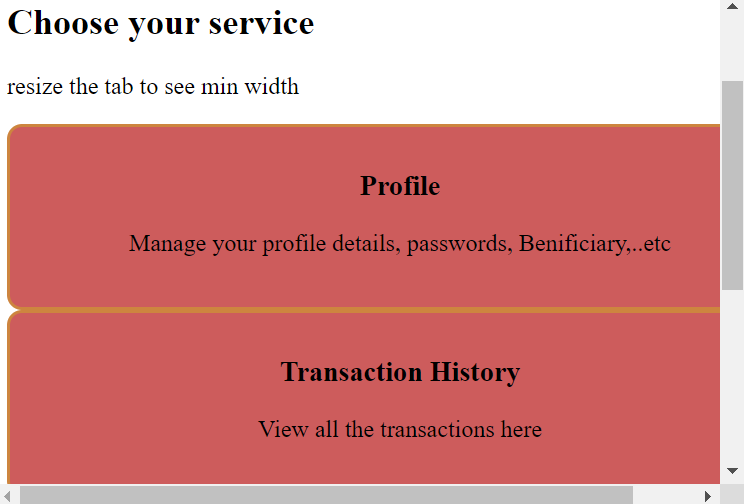 Choose your service
resize the tab to see min width
Profile
Manage your profile details, passwords, Benificiary,..etc
Transaction History
View all the transactions here